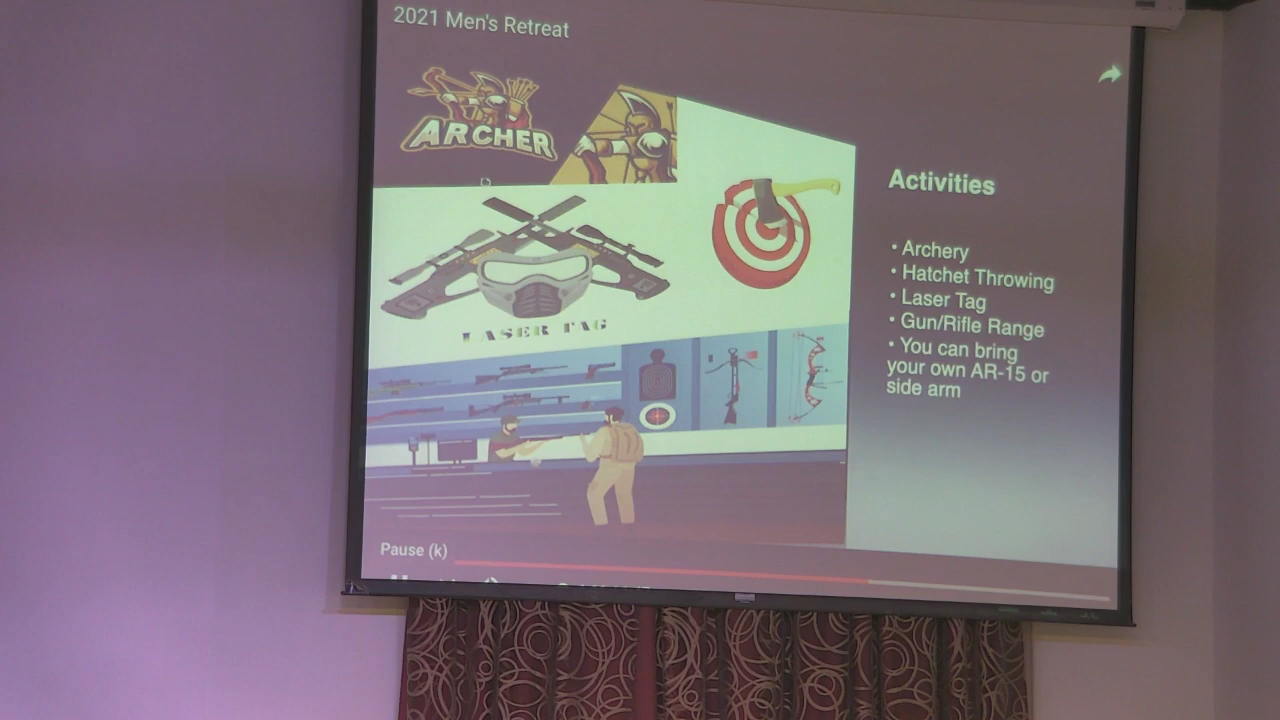 2021 Men's Retreat
ARCHER
LASER TAG
Activities
• Archery
• Hatchet Throwing
• Laser Tag
• Gun/Rifle Range
• You can bring
your own AR-15 or
side arm
Pause (k)